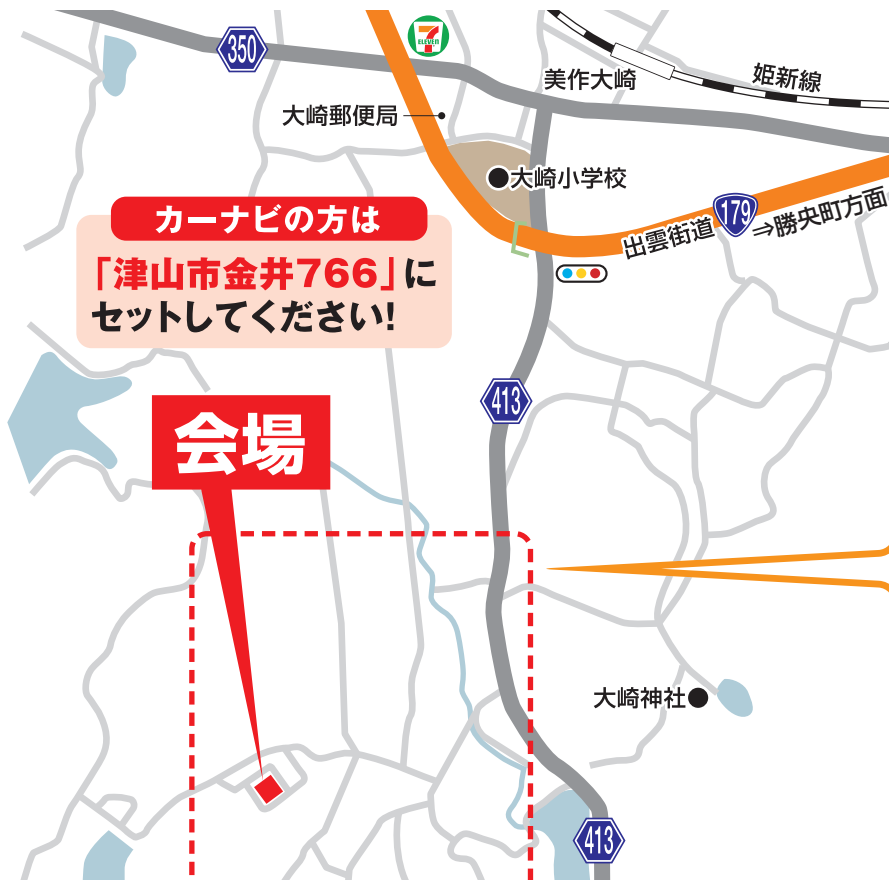 350
7
ELEVEN
美作大崎
姫新線
大崎郵便局
大崎小学校
179
出雲街道
⇒勝央町方面
カーナビの方は
「津山市金井766」に
セットしてください!
413
会場
大崎神社
413